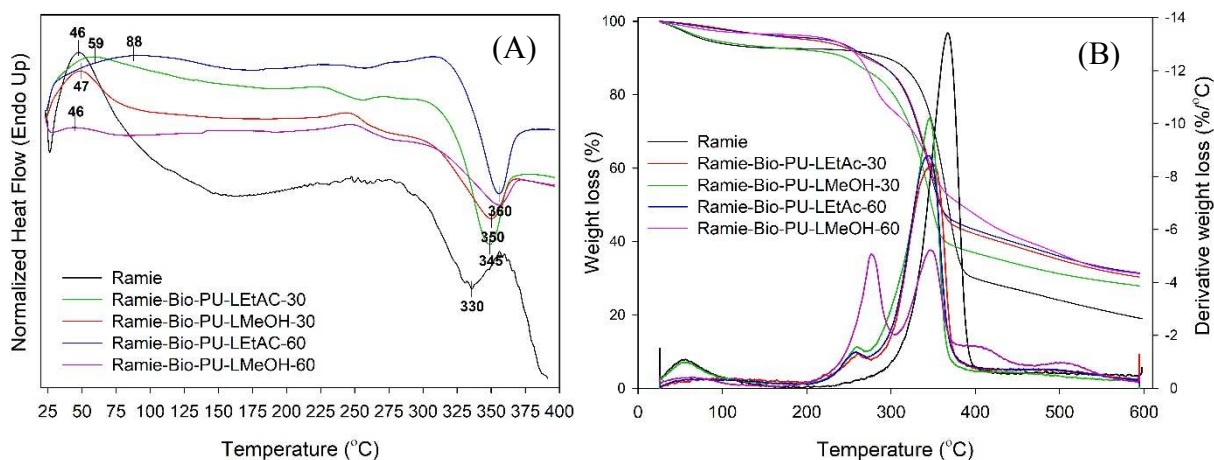 (A)
46
59
88
47
46
360
350
345
330
Normalized Heat Flow (Endo Up)
Ramie
Ramie-Bio-PU-LEtAC-30
Ramie-Bio-PU-LMeOH-30
Ramie-Bio-PU-LEtAC-60
Ramie-Bio-PU-LMeOH-60
25 50 75 100 125 150 175 200 225 250 275 300 325 350 375 400
Temperature (°C)
(B)
100
90
80
70
60
50
40
30
20
10
0
Weight loss (%)
Ramie
Ramie-Bio-PU-LEtAc-30
Ramie-Bio-PU-LMeOH-30
Ramie-Bio-PU-LEtAc-60
Ramie-Bio-PU-LMeOH-60
-14
-12
-10
-8
-6
-4
-2
0
Derivative weight loss (%/°C)
0 100 200 300 400 500 600
Temperature (°C)